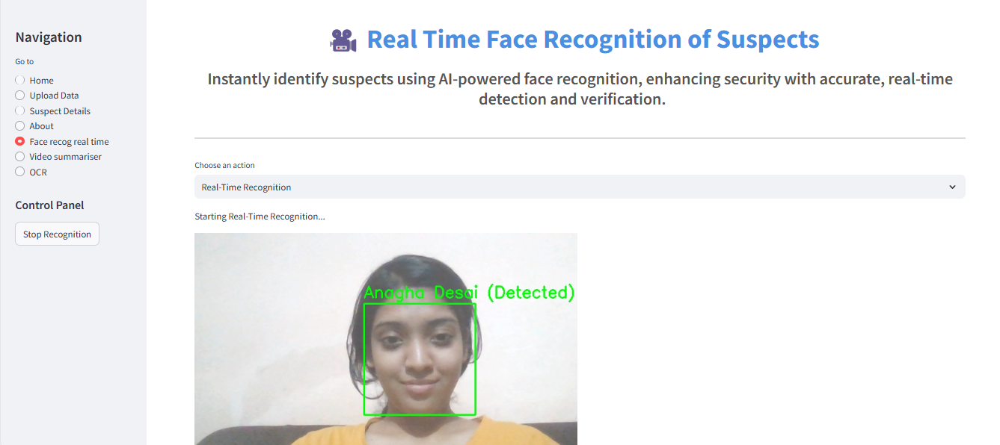 Navigation
Go to
Home
Upload Data
Suspect Details
About
Face recog real time
Video summariser
OCR
Control Panel
Stop Recognition
Real Time Face Recognition of Suspects
Instantly identify suspects using AI-powered face recognition, enhancing security with accurate, real-time
detection and verification.
Choose an action
Real-Time Recognition
Starting Real-Time Recognition...
Anagha Desai (Detected)